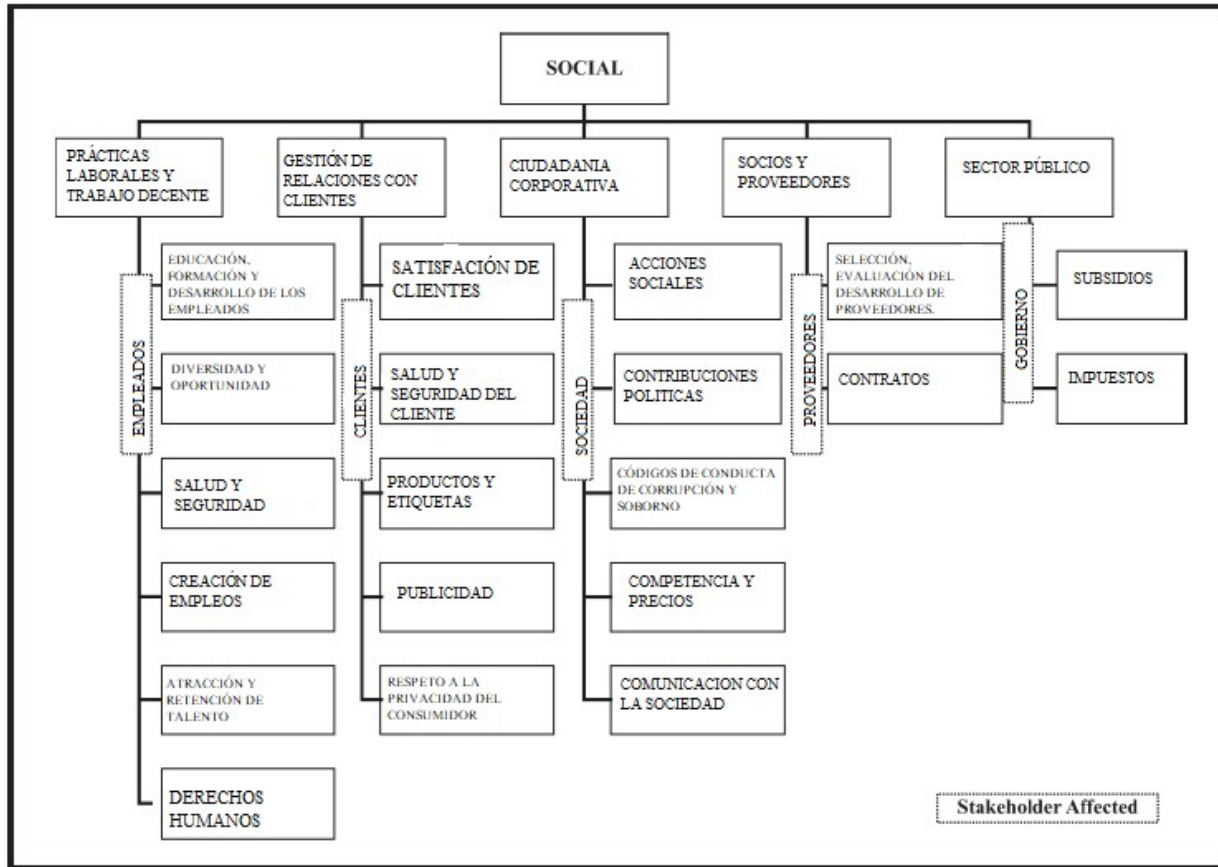 SOCIAL
PRÁCTICAS
LABORALES Y
TRABAJO DECENTE
GESTIÓN DE
RELACIONES CON
CLIENTES
CIUDADANIA
CORPORATIVA
SOCIOS Y
PROVEEDORES
SECTOR PÚBLICO
EMPLEADOS
EDUCACIÓN,
FORMACIÓN Y
DESARROLLO DE LOS
EMPLEADOS
DIVERSIDAD Y
OPORTUNIDAD
SALUD Y
SEGURIDAD
CREACIÓN DE
EMPLEOS
ATRACCIÓN Y
RETENCIÓN DE
TALENTO
DERECHOS
HUMANOS
CLIENTES
SATISFACIÓN DE
CLIENTES
SALUD Y
SEGURIDAD DEL
CLIENTE
PRODUCTOS Y
ETIQUETAS
PUBLICIDAD
RESPETO A LA
PRIVACIDAD DEL
CONSUMIDOR
SOCIEDAD
ACCIONES
SOCIALES
CONTRIBUCIONES
POLITICAS
CÓDIGOS DE CONDUCTA
DE CORRUPCIÓN Y
SOBORNO
COMPETENCIA Y
PRECIOS
COMUNICACION CON
LA SOCIEDAD
PROVEEDORES
SELECCIÓN,
EVALUACIÓN DEL
DESARROLLO DE
PROVEEDORES.
CONTRATOS
GOBIERNO
SUBSIDIOS
IMPUESTOS
Stakeholder Affected